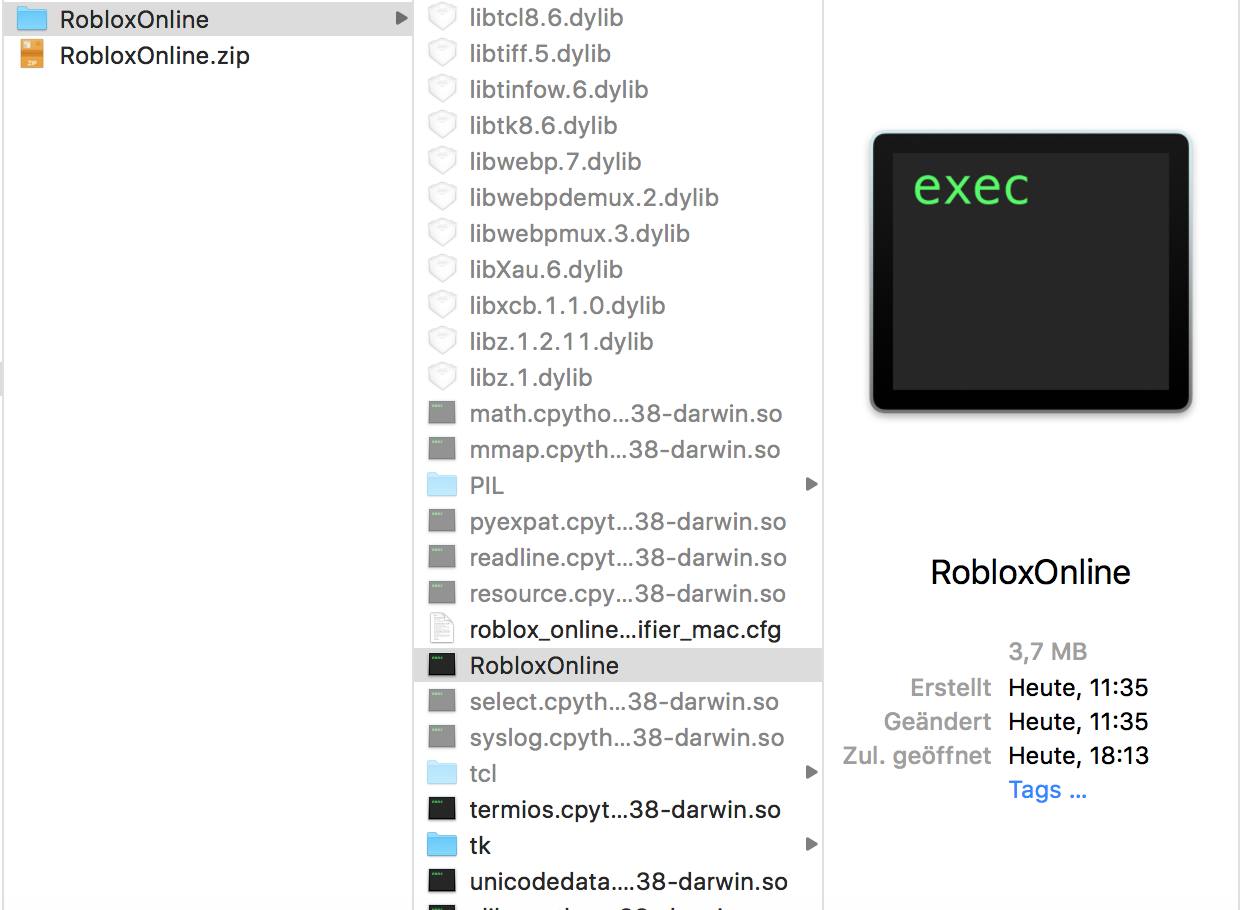 RobloxOnline
RobloxOnline.zip
ZIP
libtcl8.6.dylib
libtiff.5.dylib
libtinfow.6.dylib
libtk8.6.dylib
libwebp.7.dylib
libwebpdemux.2.dylib
libwebpmux.3.dylib
libXau.6.dylib
libxcb.1.1.0.dylib
libz.1.2.11.dylib
libz.1.dylib
math.cpytho...38-darwin.so
mmap.cpyth...38-darwin.so
PIL
pyexpat.cpyt...38-darwin.so
readline.cpyt...38-darwin.so
resource.cpy...38-darwin.so
roblox_online...ifier_mac.cfg
RobloxOnline
select.cpyth...38-darwin.so
syslog.cpyth...38-darwin.so
tcl
termios.cpyt...38-darwin.so
tk
unicodedata....38-darwin.so
exec
RobloxOnline
3,7 MB
Erstellt Heute, 11:35
Geändert Heute, 11:35
Zul. geöffnet Heute, 18:13
Tags ...